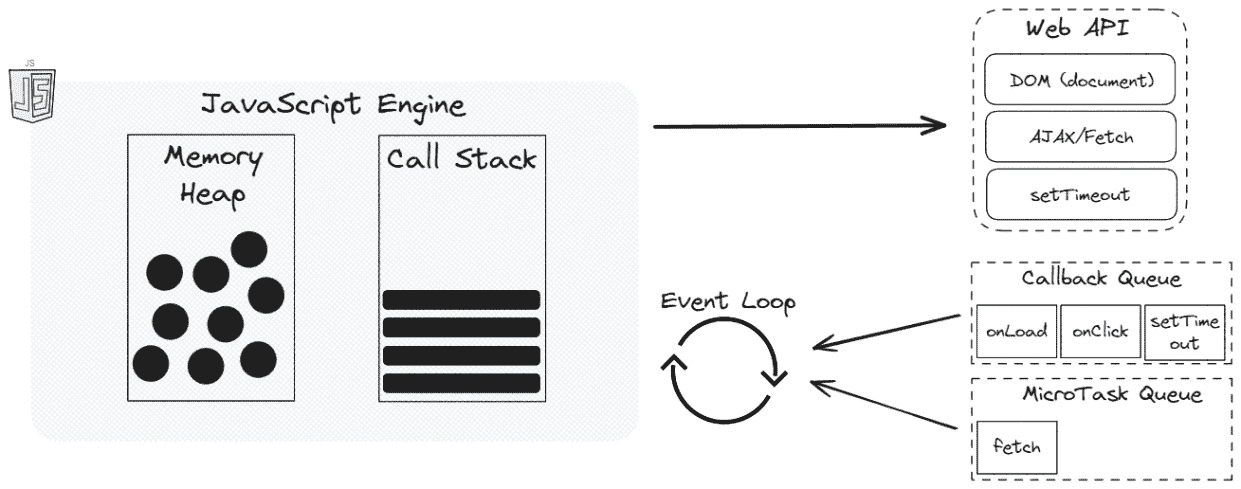 JS
JS
JavaScript Engine
Memory
Heap
Call Stack
Web API
DOM (document)
AJAX/Fetch
setTimeout
Event Loop
Callback Queue
onLoad
onClick
setTime
out
MicroTask Queue
fetch